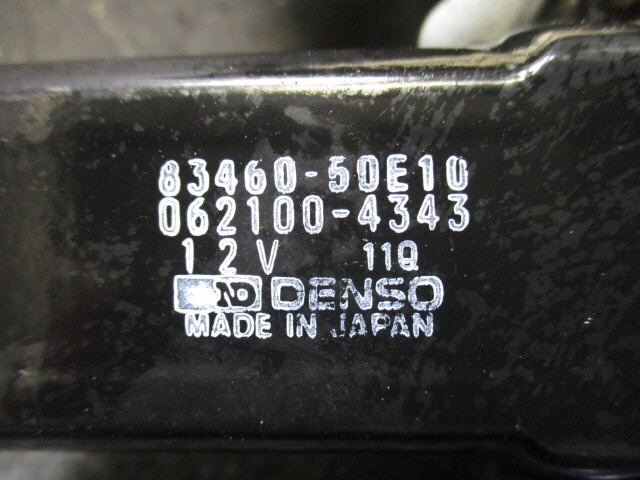 83460-50E10
062100-4343
12V 11Q
ND DENSO
MADE IN JAPAN